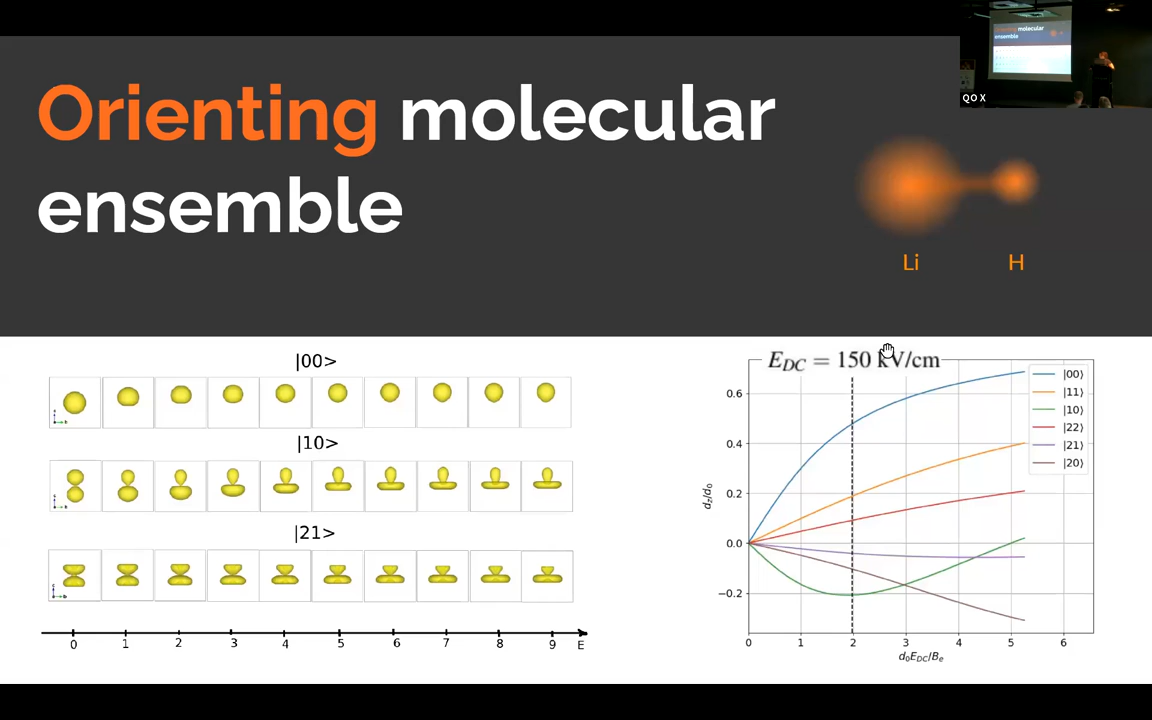 Orienting molecular
ensemble
QO X
Li H
|00>
|10>
|21>
0 1 2 3 4 5 6 7 8 9 E
E_DC = 150 kV/cm
|00⟩
|11⟩
|10⟩
|22⟩
|21⟩
|20⟩
0.6
0.4
0.2
0.0
−0.2
d_z/d_0
0 1 2 3 4 5 6
d_0E_DC/B_e